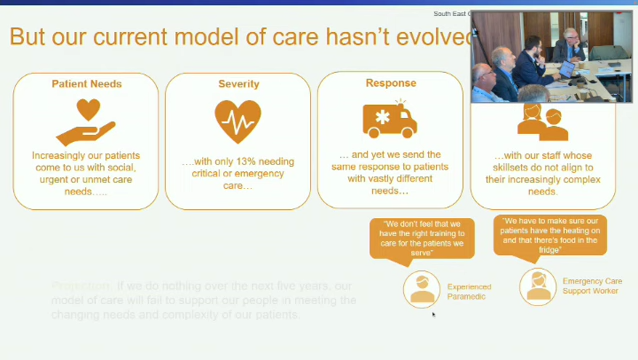 South East
But our current model of care hasn't evolved
Patient Needs
Increasingly our patients
come to us with social,
urgent or unmet care
needs.....
Severity
....with only 13% needing
critical or emergency
care...
Response
... and yet we send the
same response to patients
with vastly different
needs...
...with our staff whose
skillsets do not align to
their increasingly complex
needs.
"We don't feel that we
have the right training to
care for the patients we
serve"
Experienced
Paramedic
"We have to make sure our
patients have the heating on
and that there's food in the
fridge"
Emergency Care
Support Worker
Projection: If we do nothing over the next five years, our
model of care will fail to support our people in meeting the
changing needs and complexity of our patients.